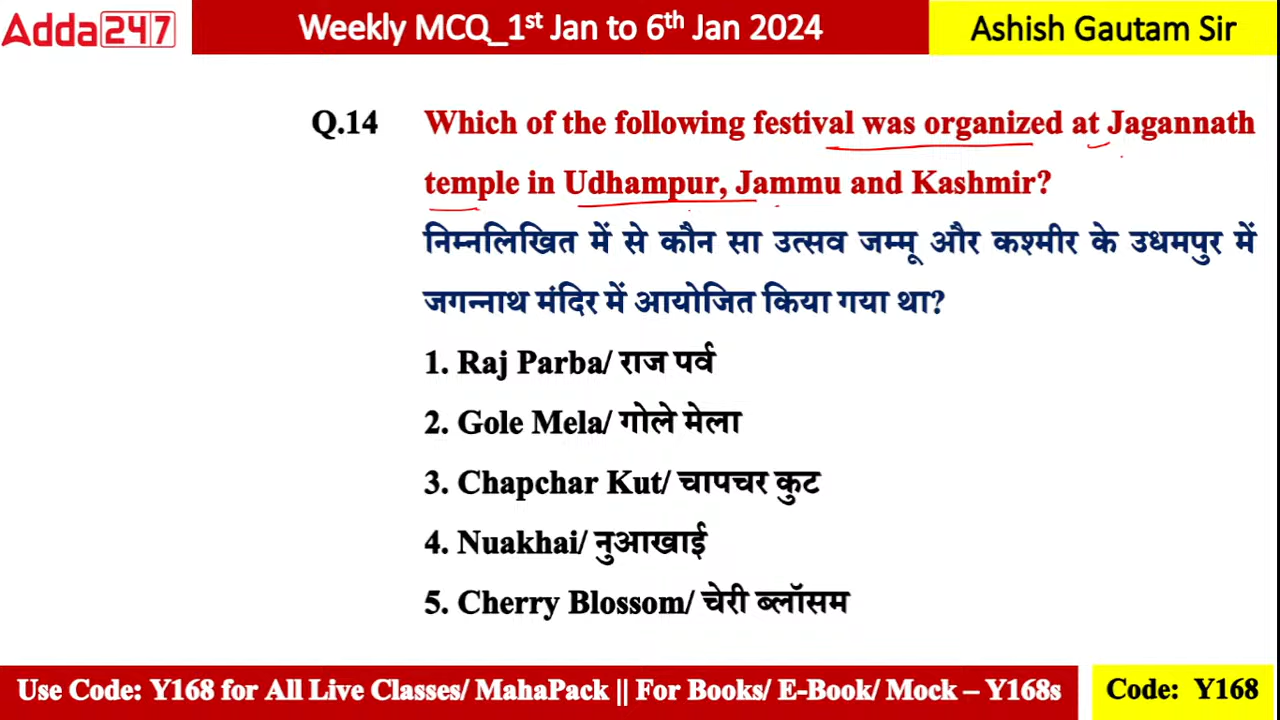 Adda247
Weekly MCQ_1st Jan to 6th Jan 2024
Ashish Gautam Sir
Q.14 Which of the following festival was organized at Jagannath
temple in Udhampur, Jammu and Kashmir?
निम्नलिखित में से कौन सा उत्सव जम्मू और कश्मीर के उधमपुर में
जगन्नाथ मंदिर में आयोजित किया गया था?
1. Raj Parba/ राज पर्व
2. Gole Mela/ गोले मेला
3. Chapchar Kut/ चापचर कुट
4. Nuakhai/ नुआखाई
5. Cherry Blossom/ चेरी ब्लॉसम
Use Code: Y168 for All Live Classes/ MahaPack || For Books/ E-Book/ Mock – Y168s
Code: Y168